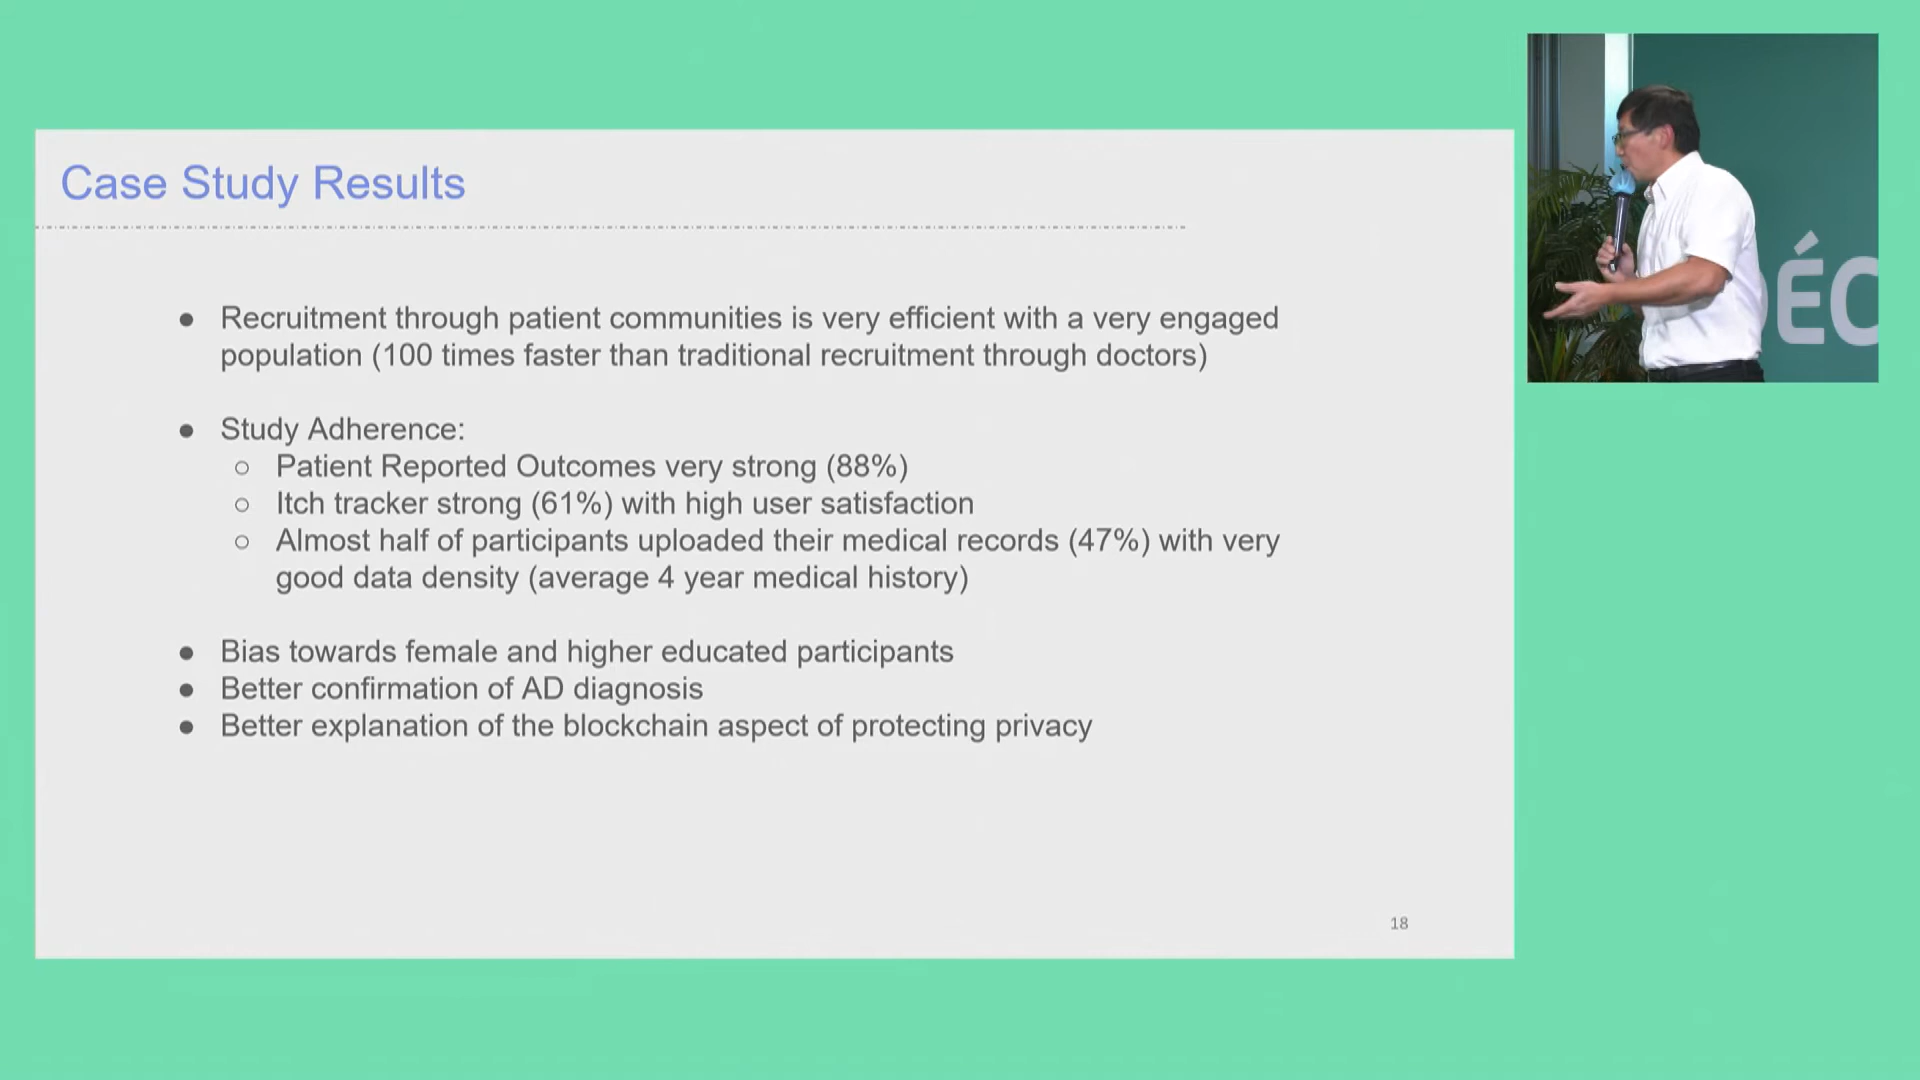 Case Study Results
● Recruitment through patient communities is very efficient with a very engaged
population (100 times faster than traditional recruitment through doctors)
● Study Adherence:
○ Patient Reported Outcomes very strong (88%)
○ Itch tracker strong (61%) with high user satisfaction
○ Almost half of participants uploaded their medical records (47%) with very
good data density (average 4 year medical history)
● Bias towards female and higher educated participants
● Better confirmation of AD diagnosis
● Better explanation of the blockchain aspect of protecting privacy
18
ÉC